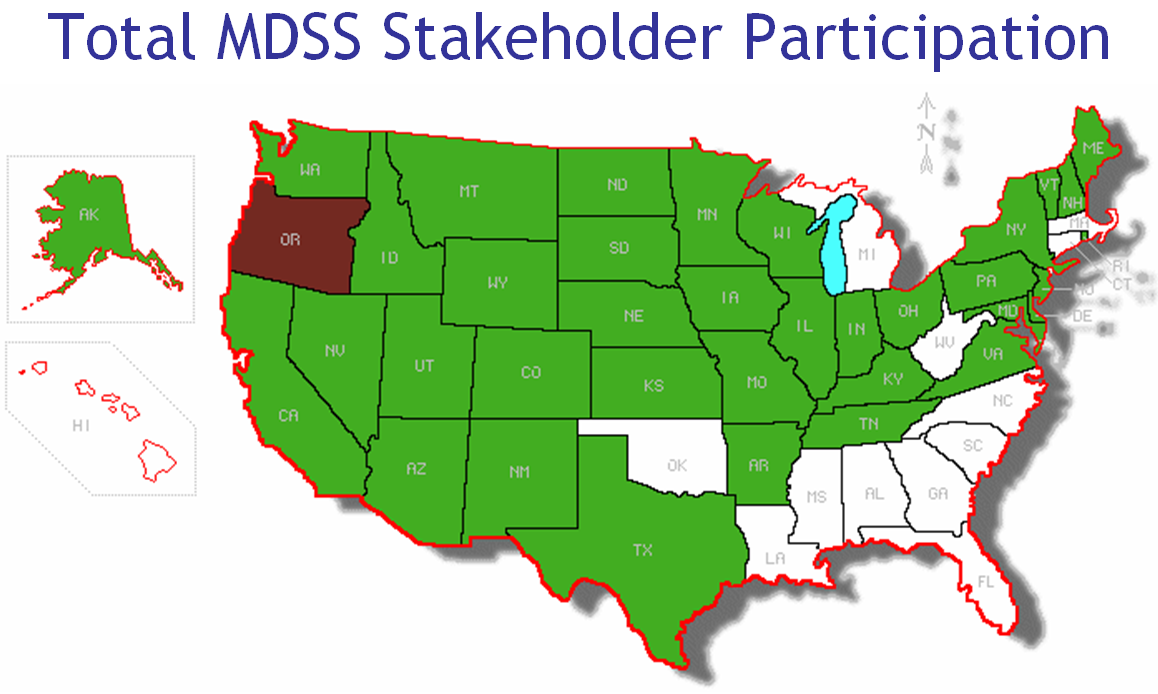 Total MDSS Stakeholder Participation
N
WA
MT
ND
MN
ME
VT
NH
AK
OR
ID
SD
WI
MI
NY
MA
RI
CT
WY
IA
PA
NJ
NE
OH
MD
DE
NV
UT
CO
IL
IN
WV
VA
KS
MO
KY
NC
CA
HI
TN
SC
AZ
NM
OK
AR
MS
AL
GA
TX
LA
FL